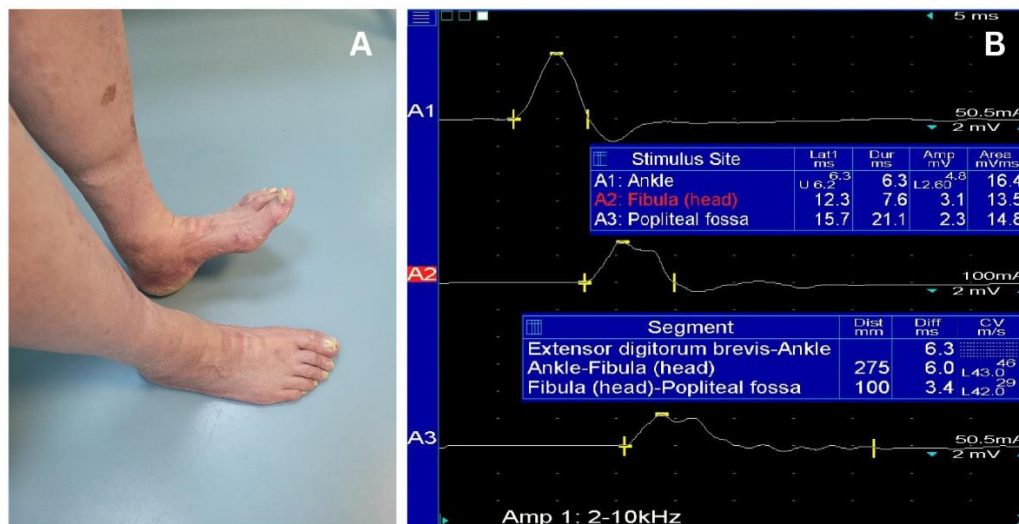 A
B
5 ms
A1
50.5mA
2 mV
Stimulus Site Lat1 ms Dur ms Amp mV Area mVms
A1: Ankle U 6.2 6.3 6.3 L2.60 4.8 16.4
A2: Fibula (head) 12.3 7.6 3.1 13.5
A3: Popliteal fossa 15.7 21.1 2.3 14.8
A2
100mA
2 mV
Segment Dist mm Diff ms CV m/s
Extensor digitorum brevis-Ankle 6.3
Ankle-Fibula (head) 275 6.0 L43.0 46
Fibula (head)-Popliteal fossa 100 3.4 L42.0 29
A3
50.5mA
2 mV
Amp 1: 2-10kHz